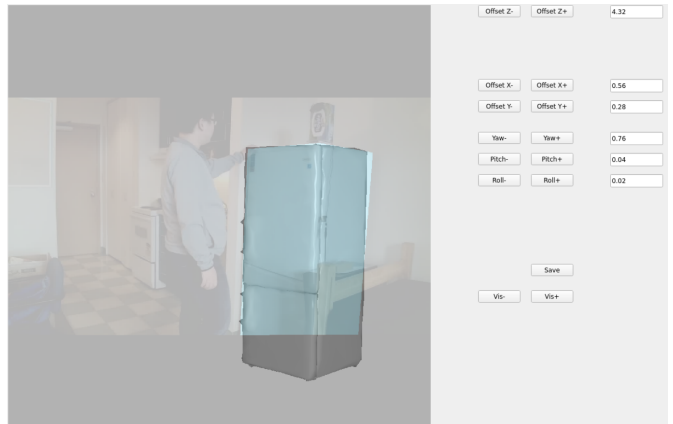 Offset Z- Offset Z+ 4.32
Offset X- Offset X+ 0.56
Offset Y- Offset Y+ 0.28
Yaw- Yaw+ 0.76
Pitch- Pitch+ 0.04
Roll- Roll+ 0.02
Save
Vis- Vis+